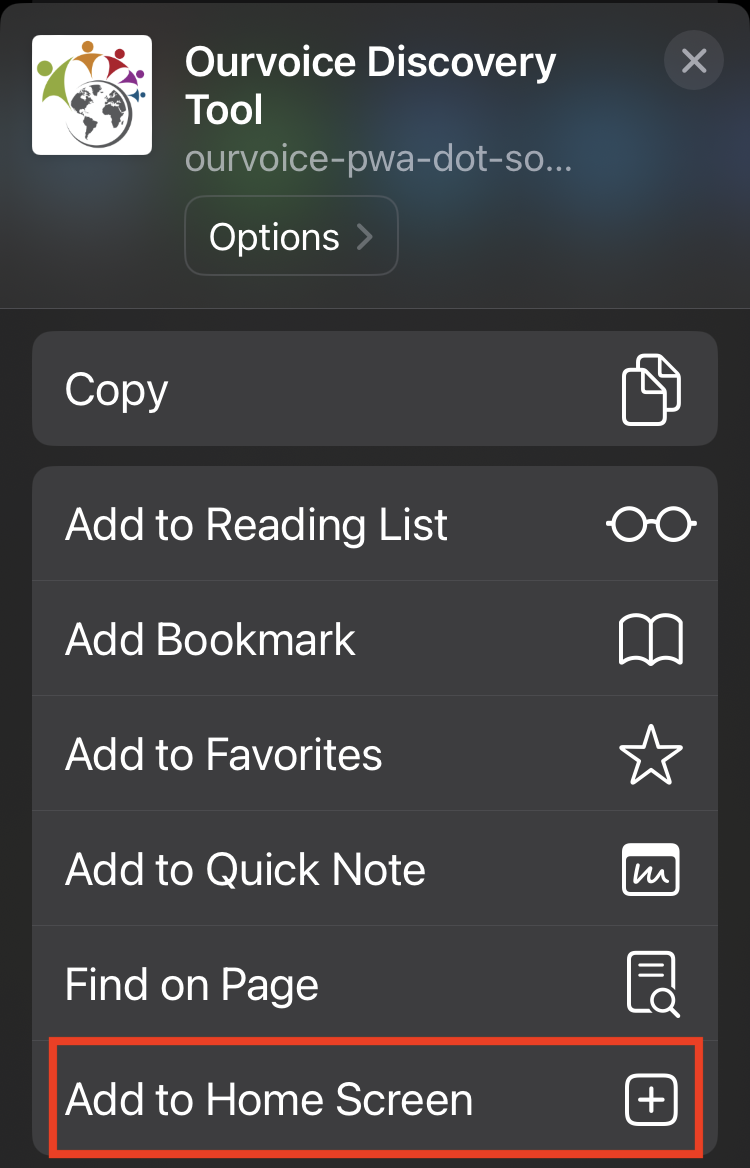 Ourvoice Discovery
Tool
ourvoice-pwa-dot-so...
Options
Copy
Add to Reading List
Add Bookmark
Add to Favorites
Add to Quick Note
Find on Page
Add to Home Screen